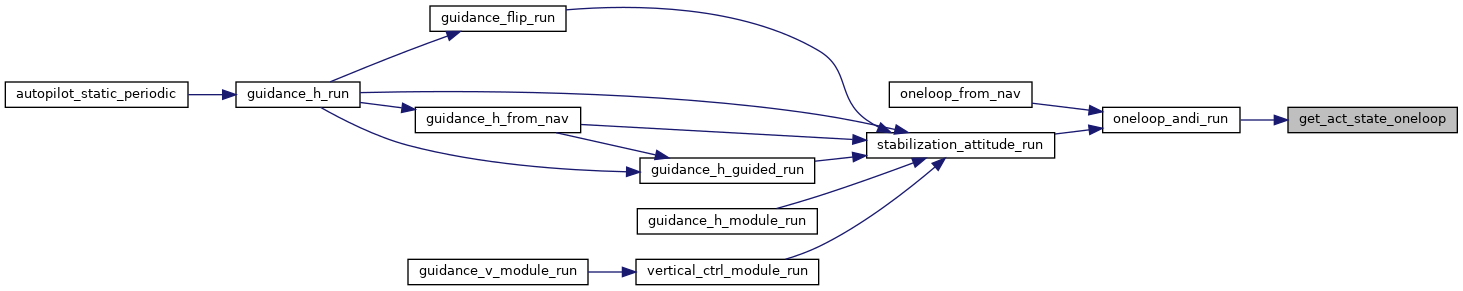 guidance_flip_run
autopilot_static_periodic
guidance_h_run
guidance_h_from_nav
guidance_h_guided_run
guidance_h_module_run
guidance_v_module_run
vertical_ctrl_module_run
oneloop_from_nav
stabilization_attitude_run
oneloop_andi_run
get_act_state_oneloop